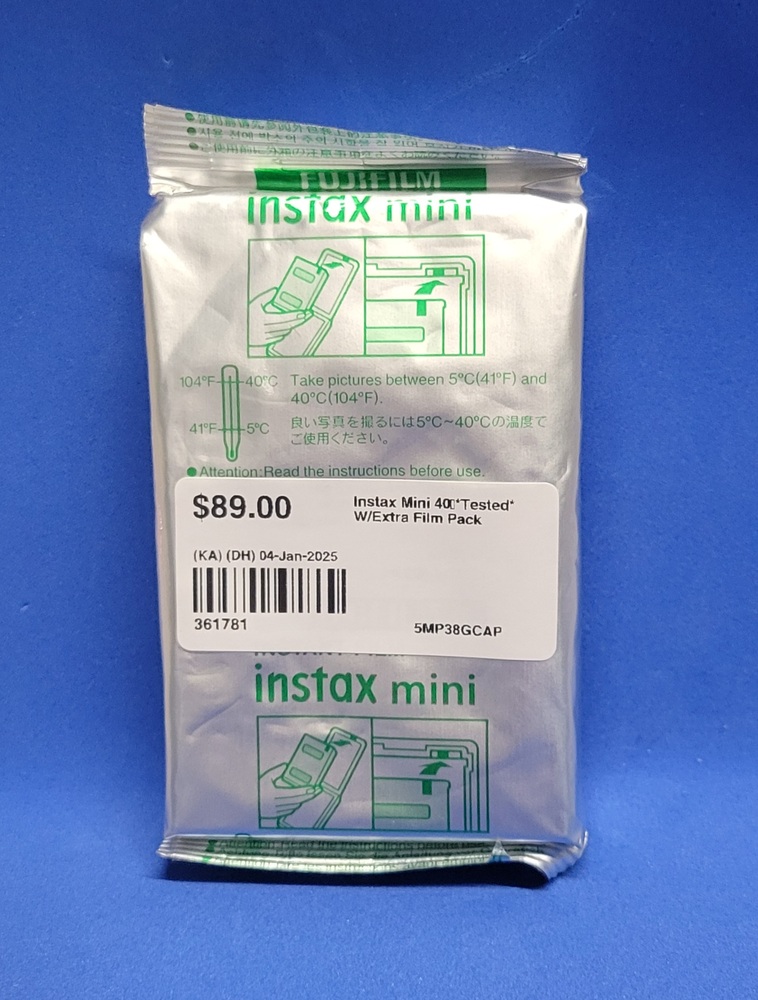 FUJIFILM
instax mini
104°F 40°C
41°F 5°C
Take pictures between 5°C(41°F) and
40°C(104°F).
良い写真を撮るには5°C~40°Cの温度で
ご使用ください。
●Attention:Read the instructions before use.
$89.00
Instax Mini 40 *Tested*
W/Extra Film Pack
(KA) (DH) 04-Jan-2025
361781
5MP38GCAP
instax mini